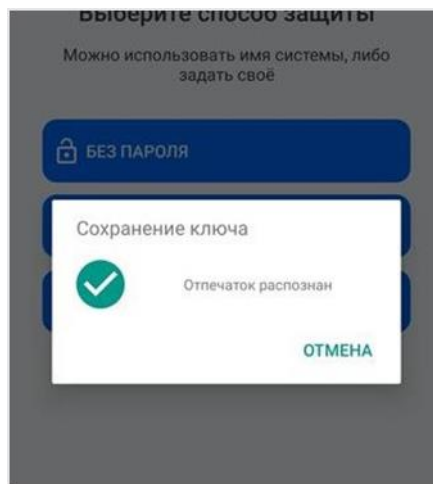 Выберите способ защиты
Можно использовать имя системы, либо
задать своё
БЕЗ ПАРОЛЯ
Сохранение ключа
Отпечаток распознан
ОТМЕНА